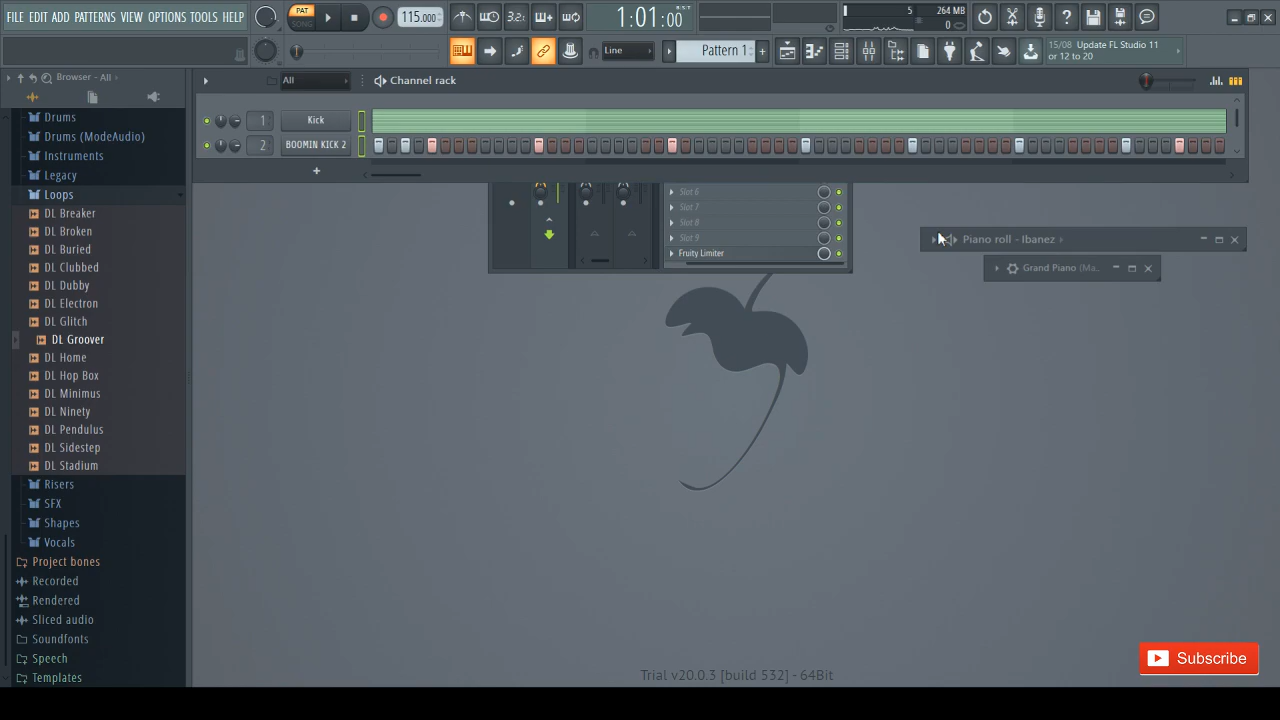 FILE EDIT ADD PATTERNS VIEW OPTIONS TOOLS HELP
PAT
SONG
115.000
3.2:
1:01:00
B:S:T
5
264 MB
0
Line
Pattern 1
15/08 Update FL Studio 11
or 12 to 20
Browser - All
All
Channel rack
1 Kick
2 BOOMIN KICK 2
Drums
Drums (ModeAudio)
Instruments
Legacy
Loops
DL Breaker
DL Broken
DL Buried
DL Clubbed
DL Dubby
DL Electron
DL Glitch
DL Groover
DL Home
DL Hop Box
DL Minimus
DL Ninety
DL Pendulus
DL Sidestep
DL Stadium
Risers
SFX
Shapes
Vocals
Project bones
Recorded
Rendered
Sliced audio
Soundfonts
Speech
Templates
Slot 6
Slot 7
Slot 8
Slot 9
Fruity Limiter
Piano roll - Ibanez
Grand Piano (Ma...
Trial v20.0.3 [build 532] - 64Bit
Subscribe